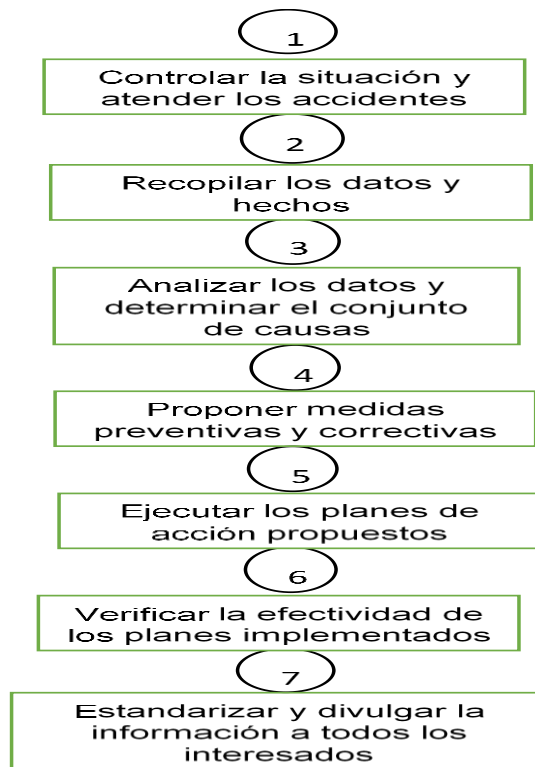 1
Controlar la situación y
atender los accidentes
2
Recopilar los datos y
hechos
3
Analizar los datos y
determinar el conjunto
de causas
4
Proponer medidas
preventivas y correctivas
5
Ejecutar los planes de
acción propuestos
6
Verificar la efectividad de
los planes implementados
7
Estandarizar y divulgar la
información a todos los
interesados